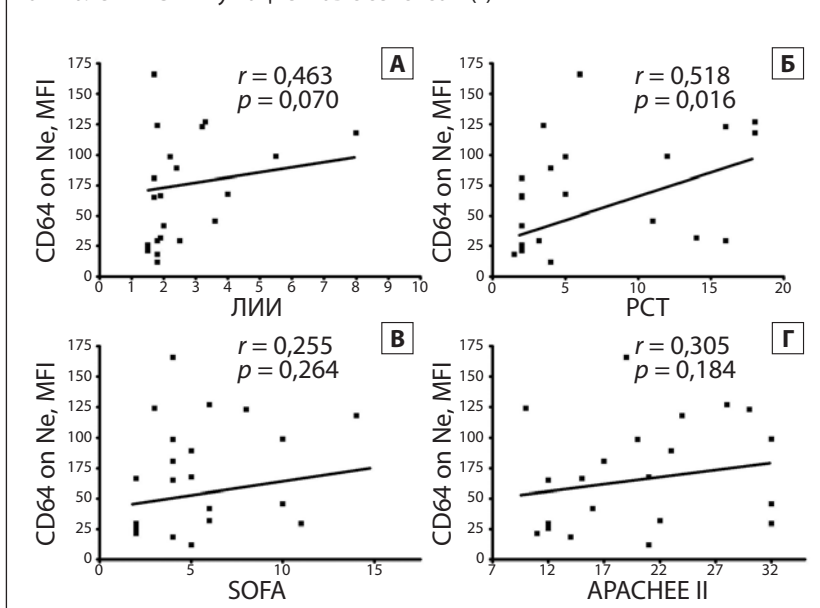 А
r = 0,463
p = 0,070
CD64 on Ne, MFI
175
150
125
100
175
50
25
0
0 1 2 3 4 5 6 7 8 9 10
ЛИИ
Б
r = 0,518
p = 0,016
CD64 on Ne, MFI
175
150
125
100
175
50
25
0
0 5 10 15 20
PCT
В
r = 0,255
p = 0,264
CD64 on Ne, MFI
175
150
125
100
175
50
25
0
0 5 10 15
SOFA
Г
r = 0,305
p = 0,184
CD64 on Ne, MFI
175
150
125
100
175
50
25
0
7 12 17 22 27 32
APACHEE II